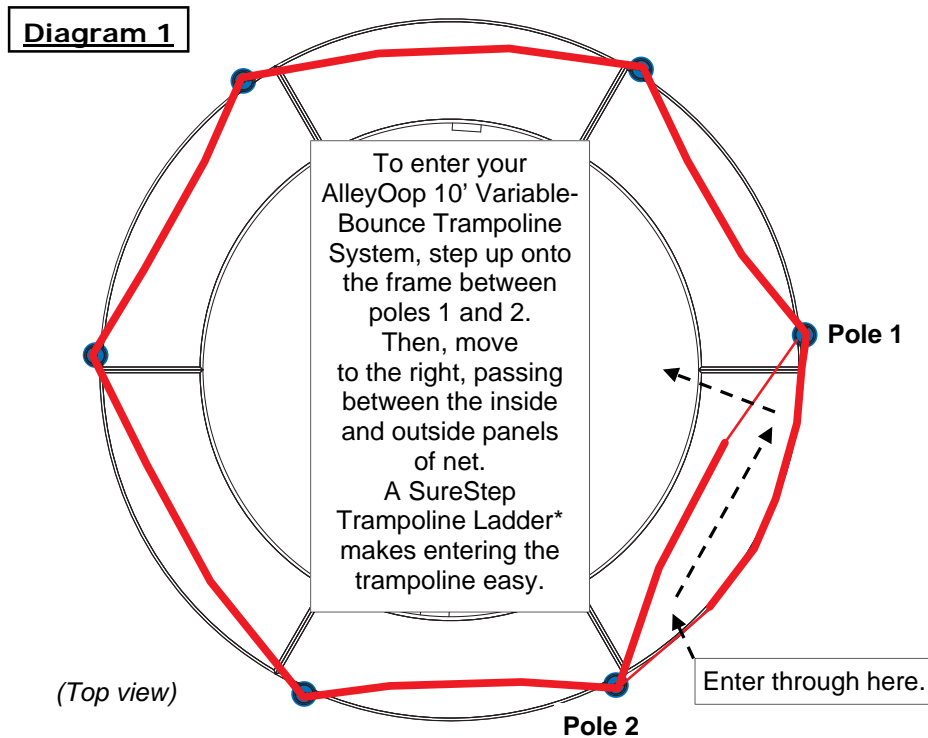 Diagram 1
To enter your
AlleyOop 10’ Variable-
Bounce Trampoline
System, step up onto
the frame between
poles 1 and 2.
Then, move
to the right, passing
between the inside
and outside panels
of net.
A SureStep
Trampoline Ladder*
makes entering the
trampoline easy.
Pole 1
Enter through here.
(Top view)
Pole 2